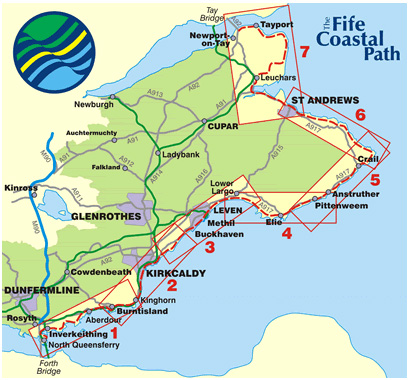 The Fife
Coastal
Path
Tay
Bridge
A92
Tayport
Newport-
on-Tay
7
Leuchars
A92
A913
Newburgh
ST ANDREWS
6
A917
Auchtermuchty
A91
CUPAR
A91
Ladybank
A915
Crail
5
Falkland
A912
A914
A916
M90
Kinross
A911
Lower
Largo
A917
Anstruther
Pittenweem
GLENROTHES
LEVEN
A917
Elie
4
Methil
Buckhaven
M90
3
A92
Cowdenbeath
KIRKCALDY
2
DUNFERMLINE
Kinghorn
Rosyth
Burntisland
Aberdour
1
Inverkeithing
North Queensferry
Forth
Bridge